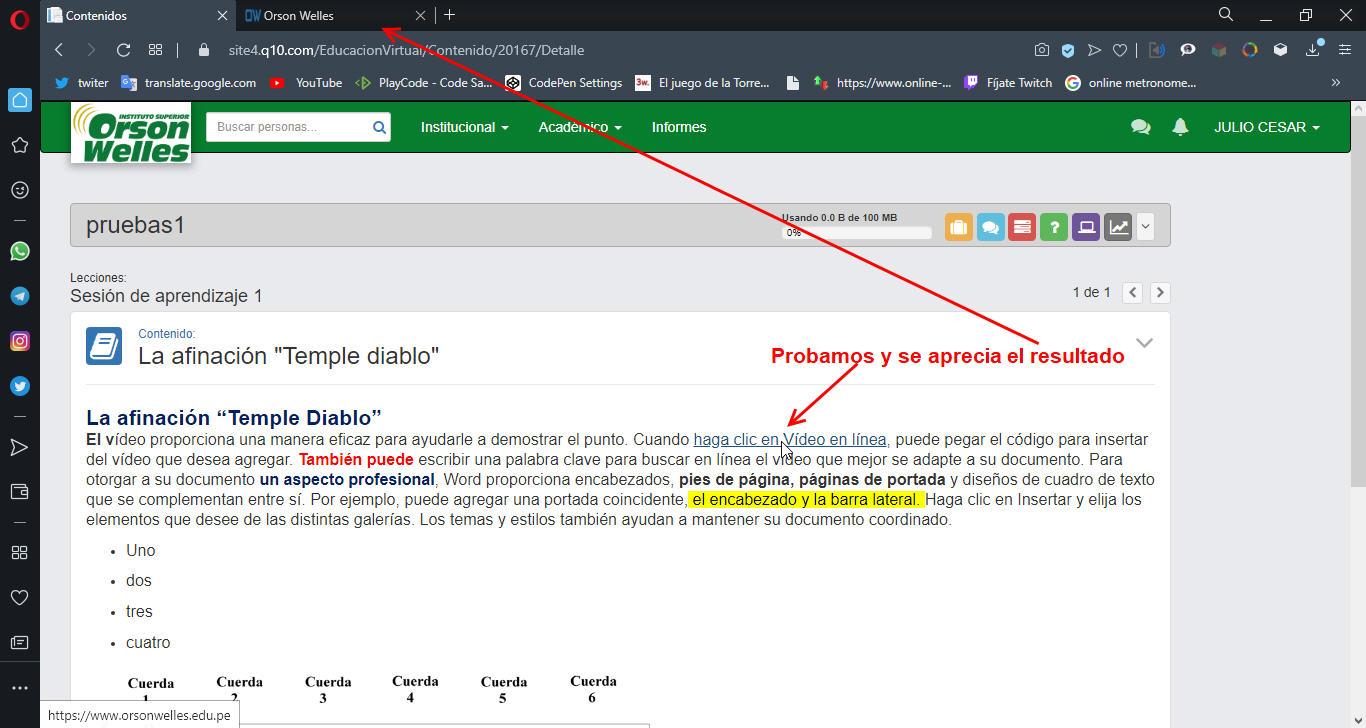 Contenidos
OW Orson Welles
site4.q10.com/EducacionVirtual/Contenido/20167/Detalle
twiter
translate.google.com
YouTube
PlayCode - Code Sa...
CodePen Settings
3w.
El juego de la Torre...
https://www.online-...
Fíjate Twitch
online metronome...
INSTITUTO SUPERIOR
Orson
Welles
Buscar personas...
Institucional
Académico
Informes
JULIO CESAR
pruebas1
Usando 0.0 B de 100 MB
0%
Lecciones:
Sesión de aprendizaje 1
1 de 1
Contenido:
La afinación "Temple diablo"
Probamos y se aprecia el resultado
La afinación “Temple Diablo”
El vídeo proporciona una manera eficaz para ayudarle a demostrar el punto. Cuando haga clic en Vídeo en línea, puede pegar el código para insertar
del vídeo que desea agregar. También puede escribir una palabra clave para buscar en línea el vídeo que mejor se adapte a su documento. Para
otorgar a su documento un aspecto profesional, Word proporciona encabezados, pies de página, páginas de portada y diseños de cuadro de texto
que se complementan entre sí. Por ejemplo, puede agregar una portada coincidente, el encabezado y la barra lateral. Haga clic en Insertar y elija los
elementos que desee de las distintas galerías. Los temas y estilos también ayudan a mantener su documento coordinado.
• Uno
• dos
• tres
• cuatro
Cuerda Cuerda Cuerda Cuerda Cuerda Cuerda
1 2 3 4 5 6
https://www.orsonwelles.edu.pe